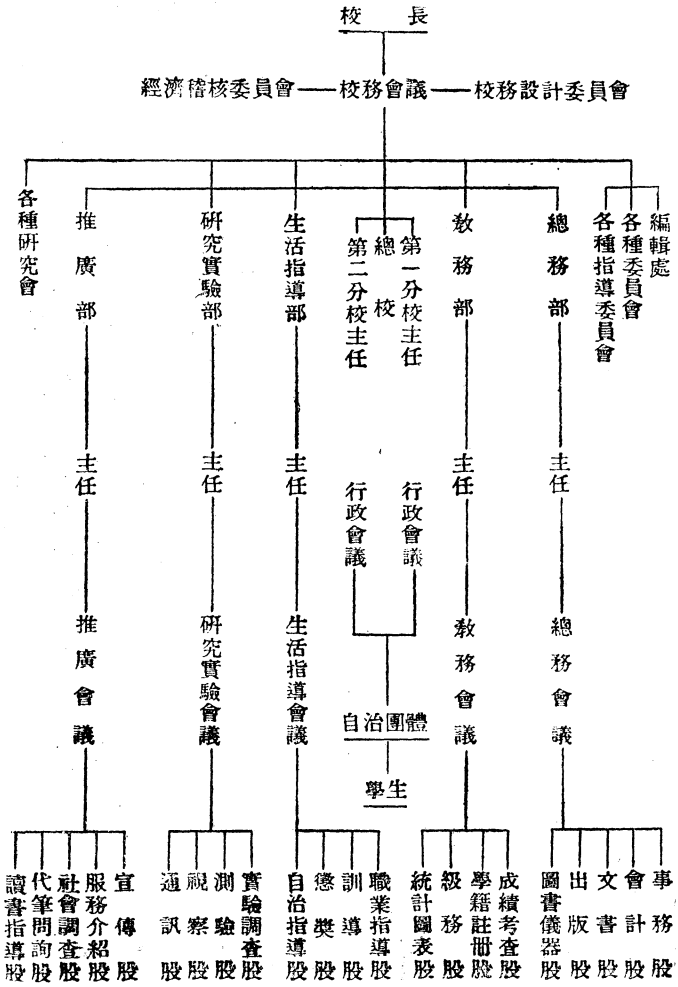 校長
經濟稽核委員會
校務會議
校務設計委員會
編輯處
各種委員會
各種指導委員會
總務部
教務部
第一分校主任
總校
第二分校主任
生活指導部
研究實驗部
推廣部
各種研究會
主任
主任
行政會議
行政會議
主任
主任
主任
總務會議
教務會議
生活指導會議
研究實驗會議
推廣會議
自治團體
學生
事務股
會計股
文書股
出版股
圖書儀器股
成績考查股
學籍註册股
級務股
統計圖表股
職業指導股
訓導股
懲獎股
自治指導股
實驗調查股
測驗股
視察股
通訊股
宣傳股
服務介紹股
社會調查股
代筆問詢股
讀書指導股